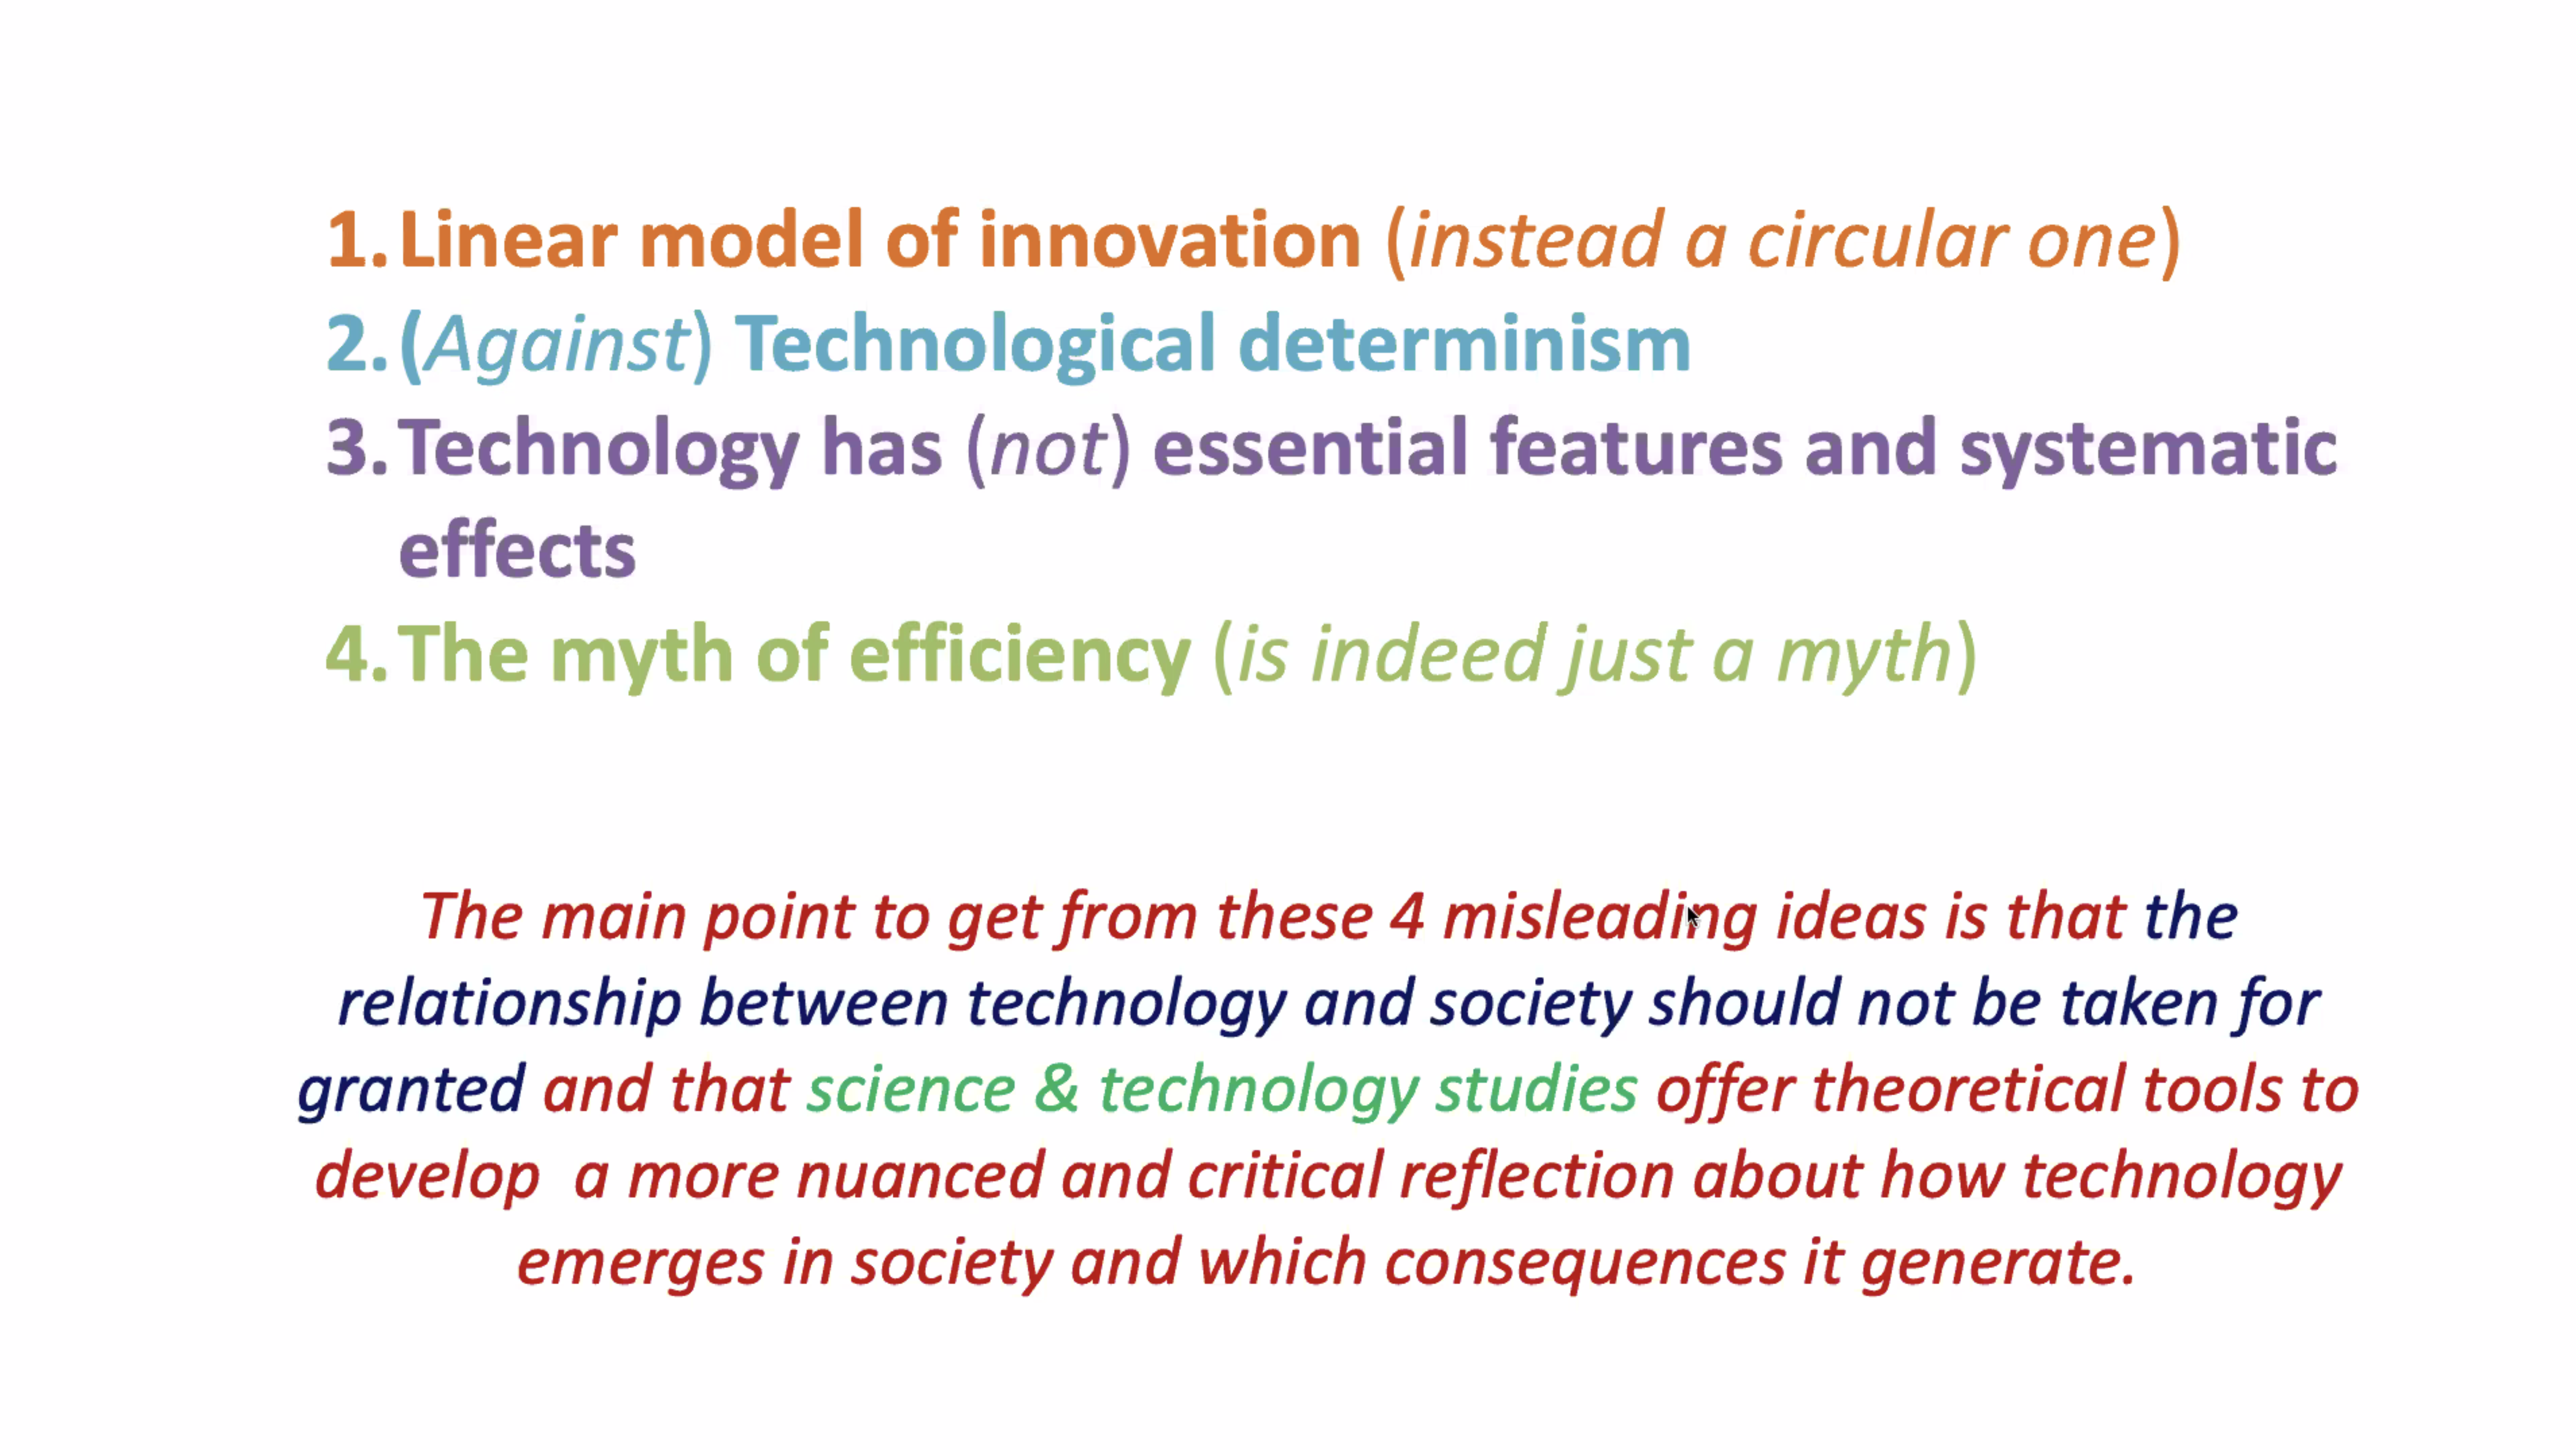 1. Linear model of innovation (instead a circular one)
2. (Against) Technological determinism
3. Technology has (not) essential features and systematic
effects
4. The myth of efficiency (is indeed just a myth)
The main point to get from these 4 misleading ideas is that the
relationship between technology and society should not be taken for
granted and that science & technology studies offer theoretical tools to
develop  a more nuanced and critical reflection about how technology
emerges in society and which consequences it generate.